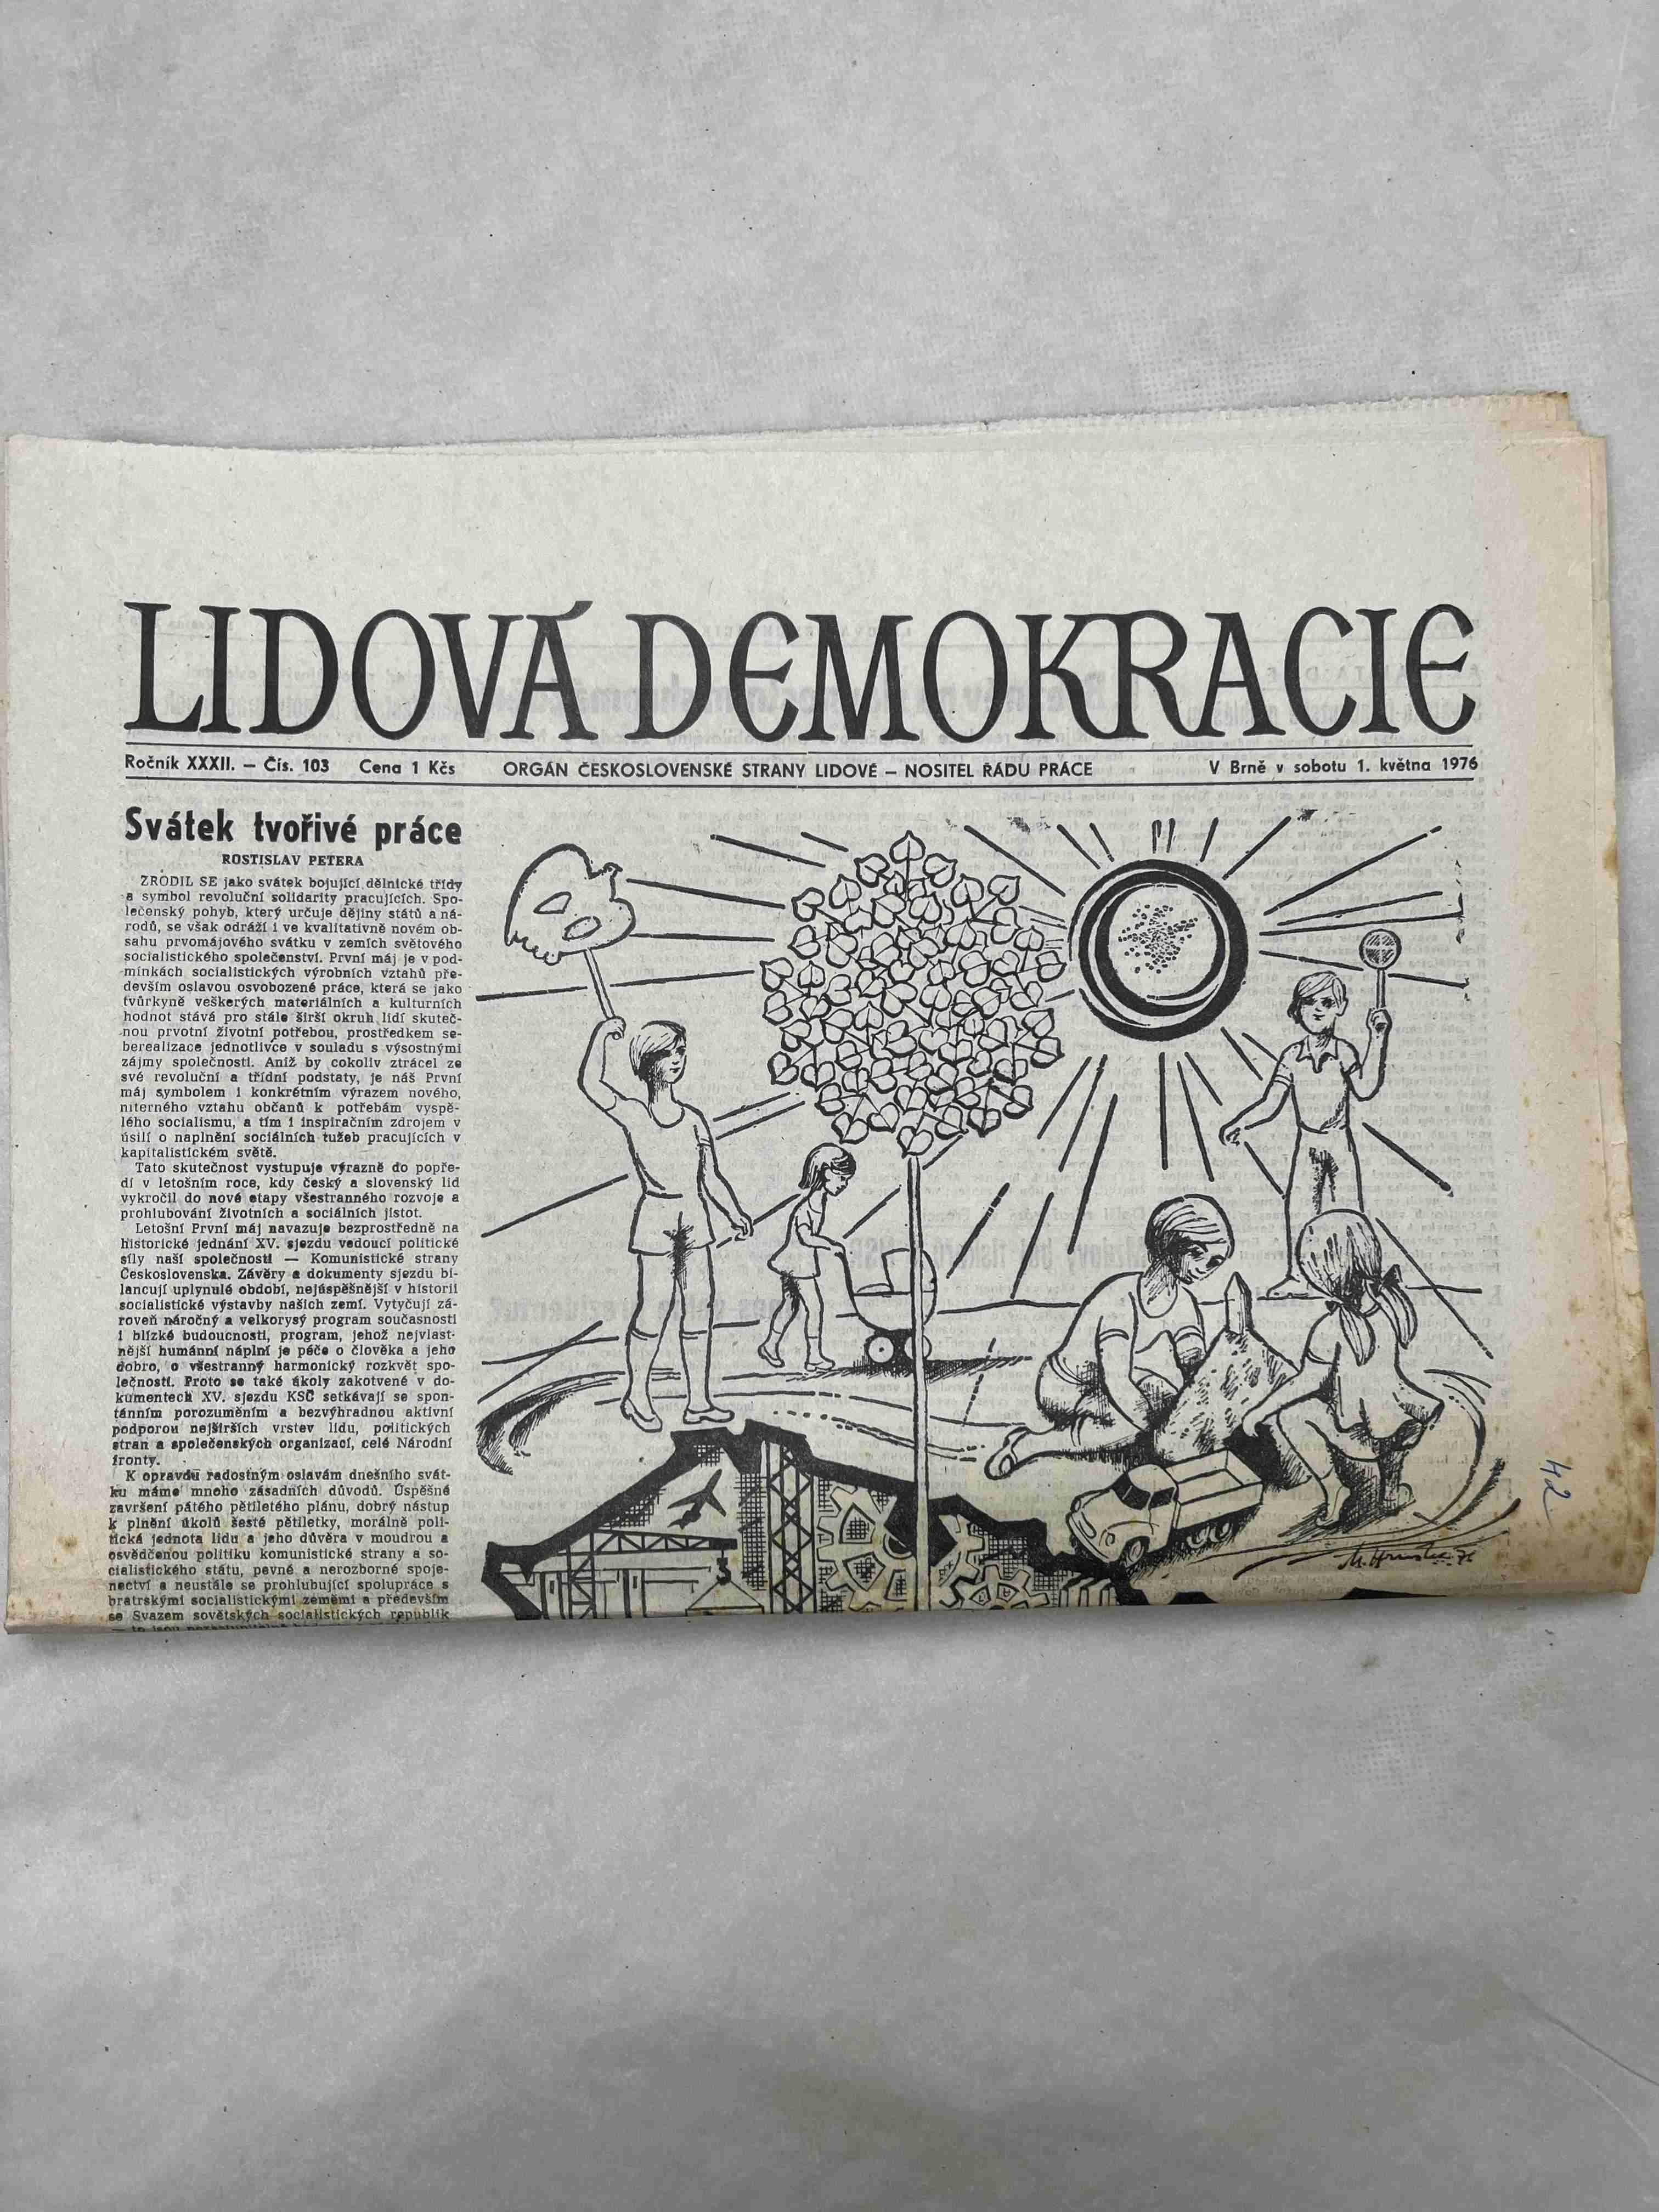 LIDOVÁ DEMOKRACIE
Ročník XXXII. – Čís. 103 Cena 1 Kčs ORGÁN ČESKOSLOVENSKÉ STRANY LIDOVÉ – NOSITEL ŘÁDU PRÁCE V Brně v sobotu 1. května 1976
Svátek tvořivé práce
ROSTISLAV PETERA
ZRODIL SE jako svátek bojující dělnické třídy
a symbol revoluční solidarity pracujících. Spo-
lečenský pohyb, který určuje dějiny států a ná-
rodů, se však odráží i ve kvalitativně novém ob-
sahu prvomájového svátku v zemích světového
socialistického společenství. První máj je v pod-
mínkách socialistických výrobních vztahů pře-
devším oslavou osvobozené práce, která se jako
tvůrkyně veškerých materiálních a kulturních
hodnot stává pro stále širší okruh lidí skuteč-
nou prvotní životní potřebou, prostředkem se-
berealizace jednotlivce v souladu s výsostnými
zájmy společnosti. Aniž by cokoliv ztrácel ze
své revoluční a třídní podstaty, je náš První
máj symbolem i konkrétním výrazem nového,
niterného vztahu občanů k potřebám vyspě-
lého socialismu, a tím i inspiračním zdrojem v
úsilí o naplnění sociálních tužeb pracujících v
kapitalistickém světě.
Tato skutečnost vystupuje výrazně do popře-
dí v letošním roce, kdy český a slovenský lid
vykročil do nové etapy všestranného rozvoje a
prohlubování životních a sociálních jistot.
Letošní První máj navazuje bezprostředně na
historické jednání XV. sjezdu vedoucí politické
síly naší společnosti — Komunistické strany
Československa. Závěry a dokumenty sjezdu bi-
lancují uplynulé období, nejúspěšnější v historii
socialistické výstavby našich zemí. Vytyčují zá-
roveň náročný a velkorysý program současnosti
i blízké budoucnosti, program, jehož nejvlast-
nější humánní náplní je péče o člověka a jeho
dobro, o všestranný harmonický rozkvět spo-
lečnosti. Proto se také úkoly zakotvené v do-
kumentech XV. sjezdu KSČ setkávají se spon-
tánním porozuměním a bezvýhradnou aktivní
podporou nejširších vrstev lidu, politických
stran a společenských organizací, celé Národní
fronty.
K opravdu radostným oslavám dnešního svát-
ku máme mnoho zásadních důvodů. Úspěšné
završení pátého pětiletého plánu, dobrý nástup
k plnění úkolů šesté pětiletky, morálně poli-
tická jednota lidu a jeho důvěra v moudrou a
osvědčenou politiku komunistické strany a so-
cialistického státu, pevné a nerozborné spoje-
nectví a neustále se prohlubující spolupráce s
bratrskými socialistickými zeměmi a především
se Svazem sovětských socialistických republik
42